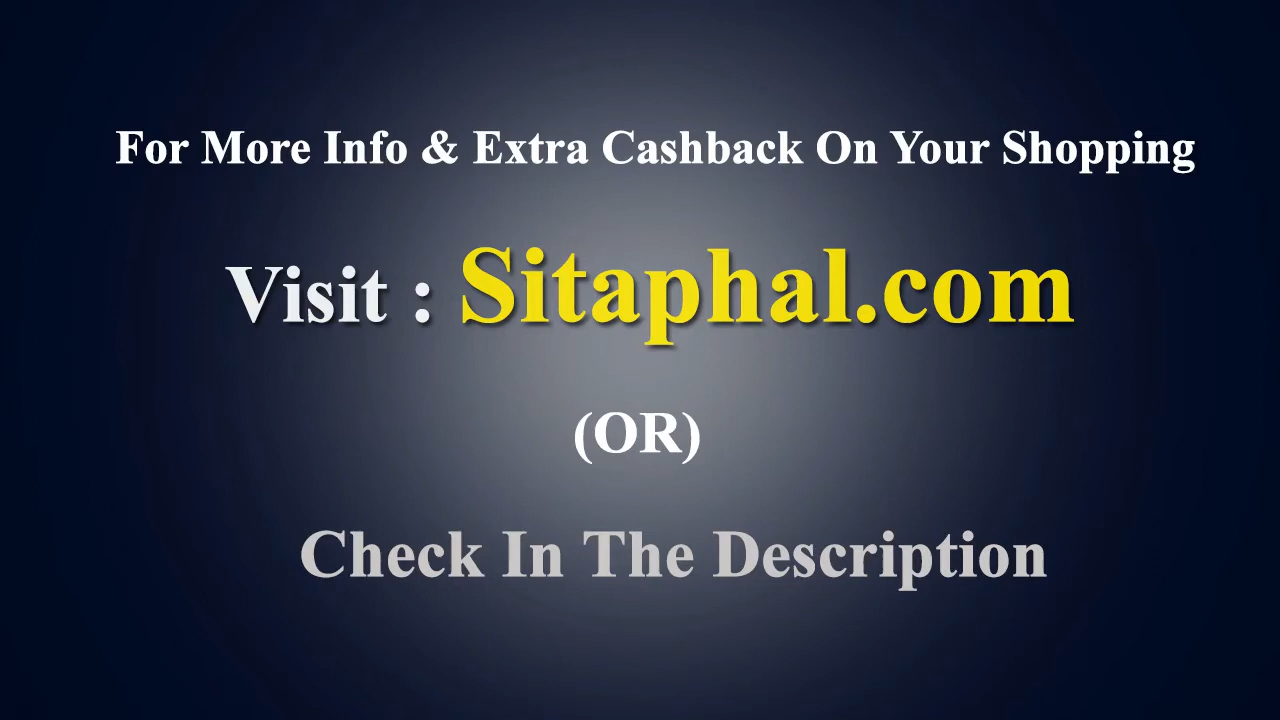 For More Info & Extra Cashback On Your Shopping
Visit : Sitaphal.com
(OR)
Check In The Description